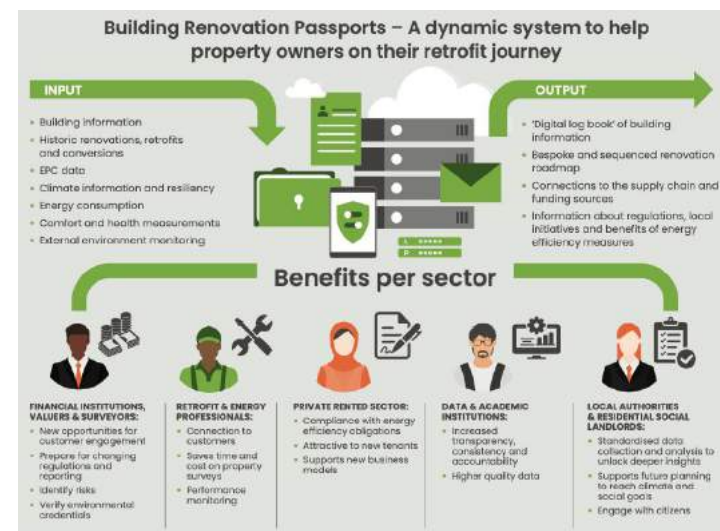 Building Renovation Passports – A dynamic system to help
property owners on their retrofit journey
INPUT
• Building information
• Historic renovations, retrofits
and conversions
• EPC data
• Climate information and resiliency
• Energy consumption
• Comfort and health measurements
• External environment monitoring
OUTPUT
• 'Digital log book' of building
information
• Bespoke and sequenced renovation
roadmap
• Connections to the supply chain and
funding sources
• Information about regulations, local
initiatives and benefits of energy
efficiency measures
L *****
P *****
Benefits per sector
FINANCIAL INSTITUTIONS,
VALUERS & SURVEYORS:
• New opportunities for
customer engagement
• Prepare for changing
regulations and
reporting
• Identify risks
• Verify environmental
credentials
RETROFIT & ENERGY
PROFESSIONALS:
• Connection to
customers
• Saves time and
cost on property
surveys
• Performance
monitoring
PRIVATE RENTED SECTOR:
• Compliance with energy
efficiency obligations
• Attractive to new tenants
• Supports new business
models
DATA & ACADEMIC
INSTITUTIONS:
• Increased
transparency,
consistency and
accountability
• Higher quality data
LOCAL AUTHORITIES
& RESIDENTIAL SOCIAL
LANDLORDS:
• Standardised data
collection and analysis to
unlock deeper insights
• Supports future planning
to reach climate and
social goals
• Engage with citizens